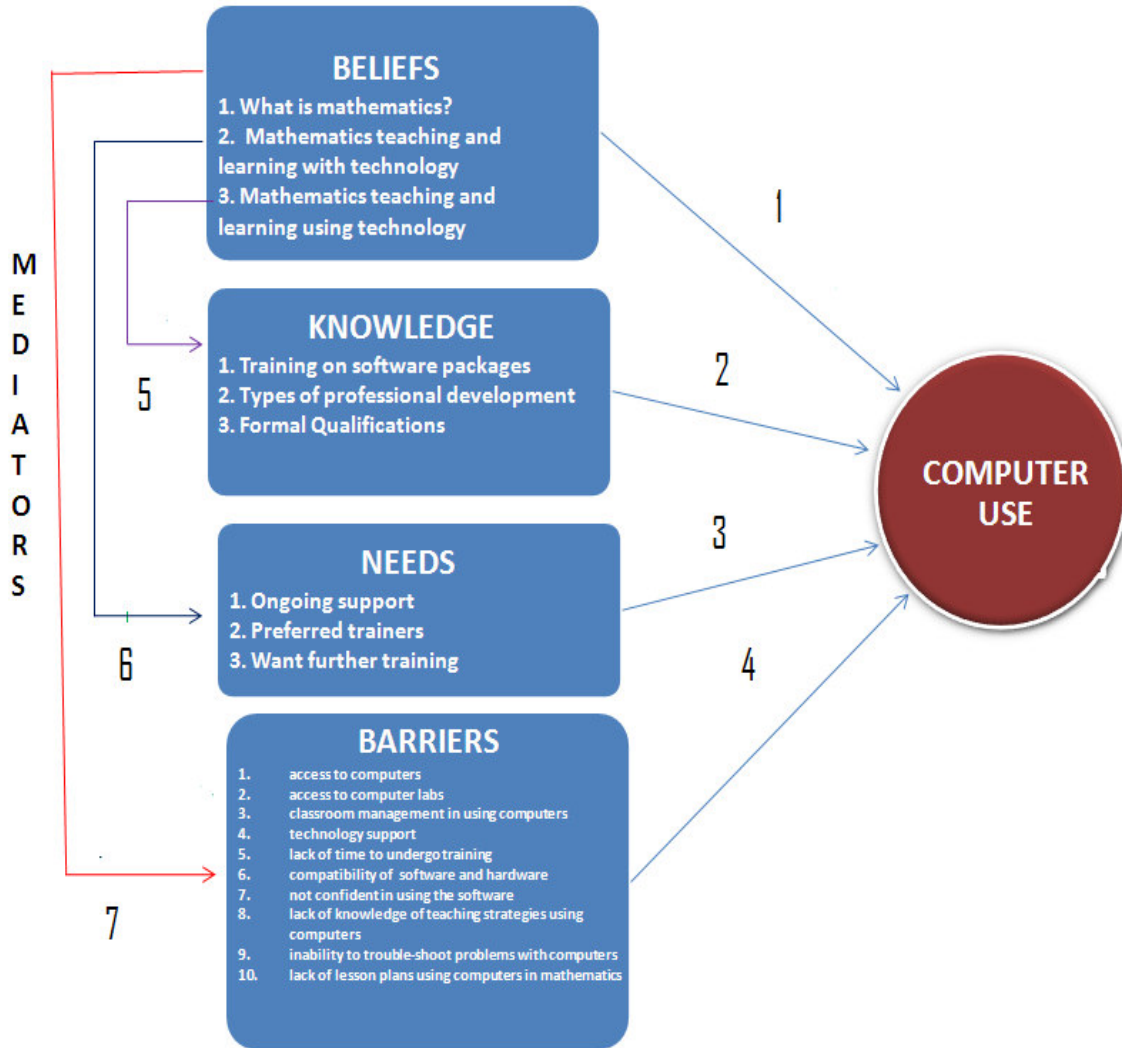 MEDIATORS
BELIEFS
1. What is mathematics?
2. Mathematics teaching and
learning with technology
3. Mathematics teaching and
learning using technology
KNOWLEDGE
1. Training on software packages
2. Types of professional development
3. Formal Qualifications
NEEDS
1. Ongoing support
2. Preferred trainers
3. Want further training
BARRIERS
1. access to computers
2. access to computer labs
3. classroom management in using computers
4. technology support
5. lack of time to undergo training
6. compatibility of software and hardware
7. not confident in using the software
8. lack of knowledge of teaching strategies using
computers
9. inability to trouble-shoot problems with computers
10. lack of lesson plans using computers in mathematics
5
6
7
1
2
3
4
COMPUTER
USE